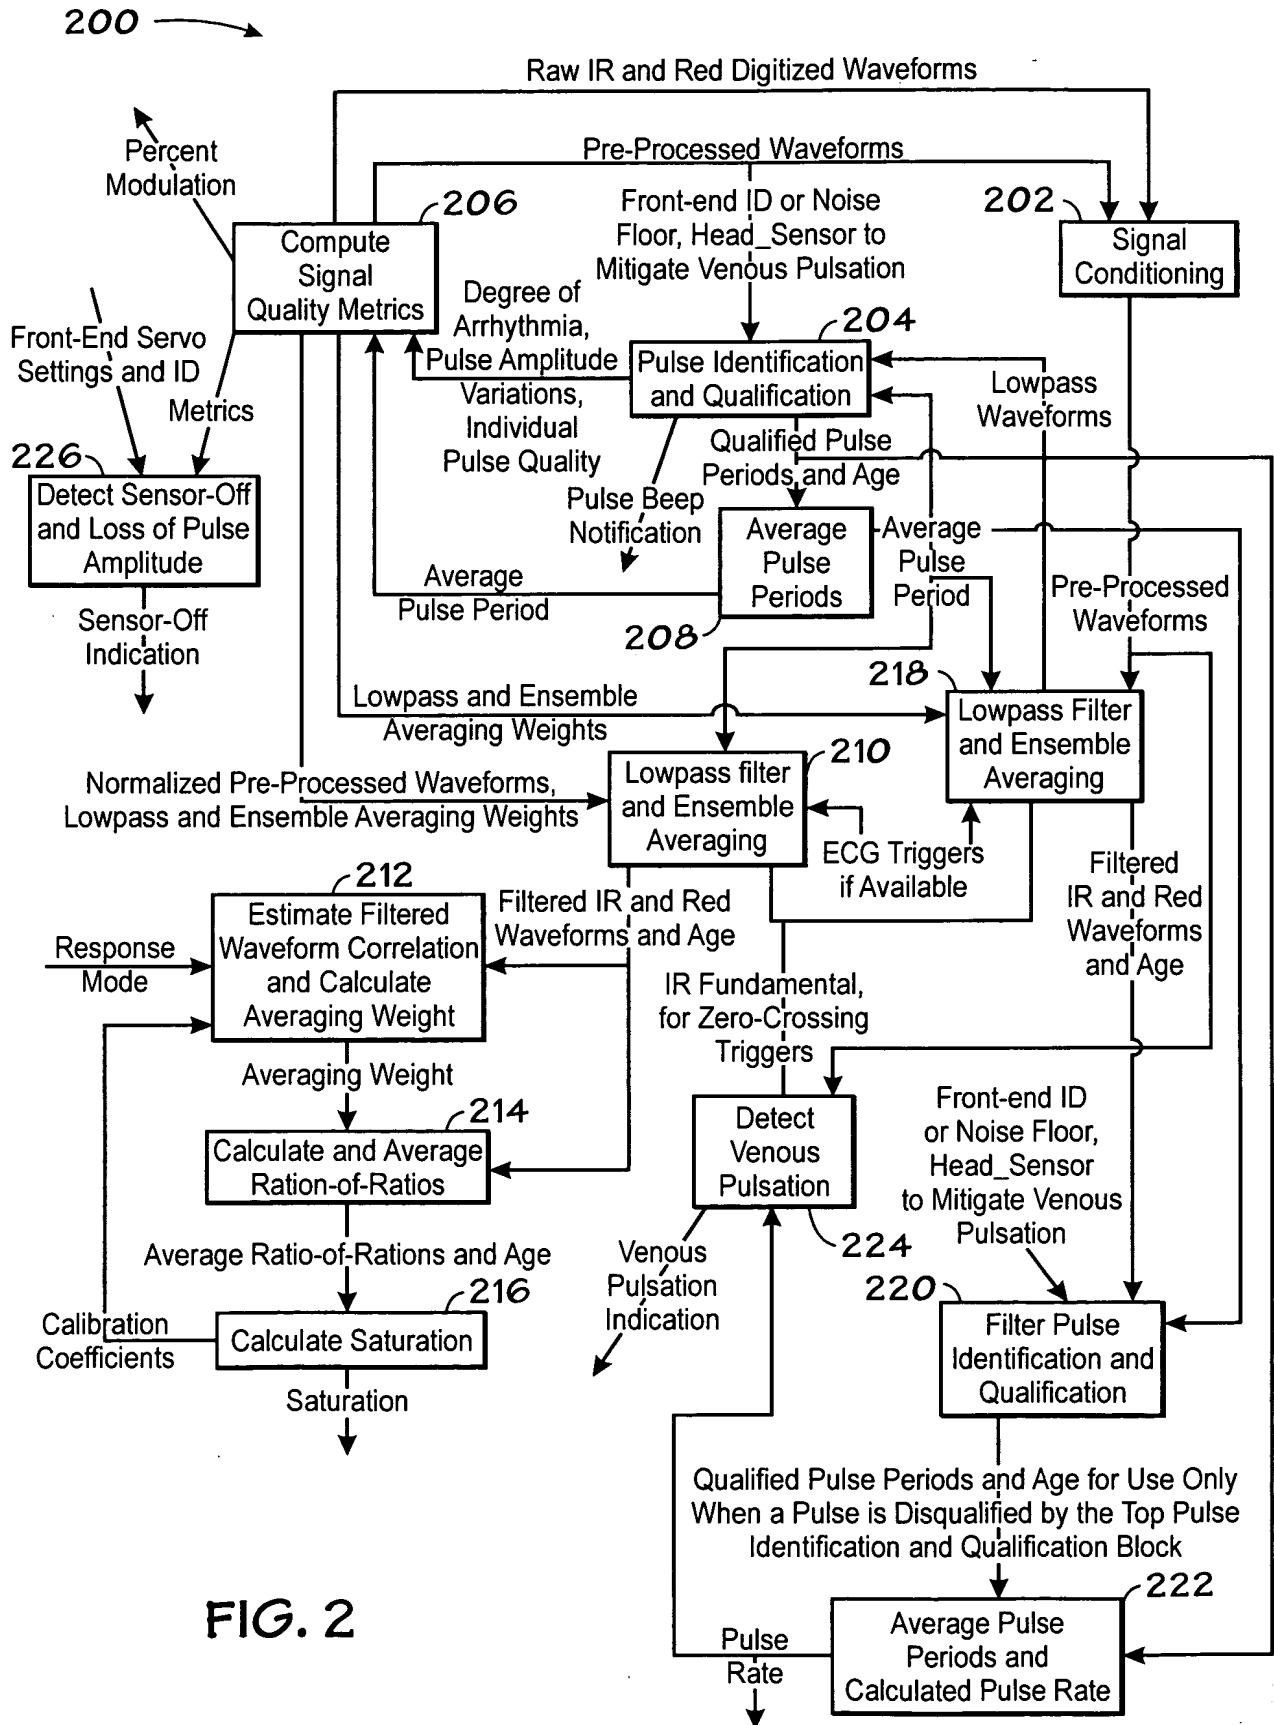 200
Raw IR and Red Digitized Waveforms
Percent
Modulation
Pre-Processed Waveforms
206
Compute
Signal
Quality Metrics
Front-end ID or Noise
Floor, Head_Sensor to
Mitigate Venous Pulsation
202
Signal
Conditioning
Front-End Servo
Settings and ID
Metrics
Degree of
Arrhythmia,
Pulse Amplitude
Variations,
Individual
Pulse Quality
204
Pulse Identification
and Qualification
Lowpass
Waveforms
226
Detect Sensor-Off
and Loss of Pulse
Amplitude
Sensor-Off
Indication
Qualified Pulse
Periods and Age
Pulse Beep
Notification
Average
Pulse
Periods
208
Average
Pulse
Period
Average
Pulse Period
Pre-Processed
Waveforms
218
Lowpass Filter
and Ensemble
Averaging
Lowpass and Ensemble
Averaging Weights
210
Lowpass filter
and Ensemble
Averaging
Normalized Pre-Processed Waveforms,
Lowpass and Ensemble Averaging Weights
ECG Triggers
if Available
Filtered
IR and Red
Waveforms
and Age
212
Estimate Filtered
Waveform Correlation
and Calculate
Averaging Weight
Response
Mode
Filtered IR and Red
Waveforms and Age
IR Fundamental,
for Zero-Crossing
Triggers
Averaging Weight
214
Calculate and Average
Ration-of-Ratios
Detect
Venous
Pulsation
224
Front-end ID
or Noise Floor,
Head_Sensor
to Mitigate Venous
Pulsation
Average Ratio-of-Rations and Age
216
Calculate Saturation
Calibration
Coefficients
Saturation
Venous
Pulsation
Indication
220
Filter Pulse
Identification and
Qualification
Qualified Pulse Periods and Age for Use Only
When a Pulse is Disqualified by the Top Pulse
Identification and Qualification Block
222
Average Pulse
Periods and
Calculated Pulse Rate
Pulse
Rate
FIG. 2